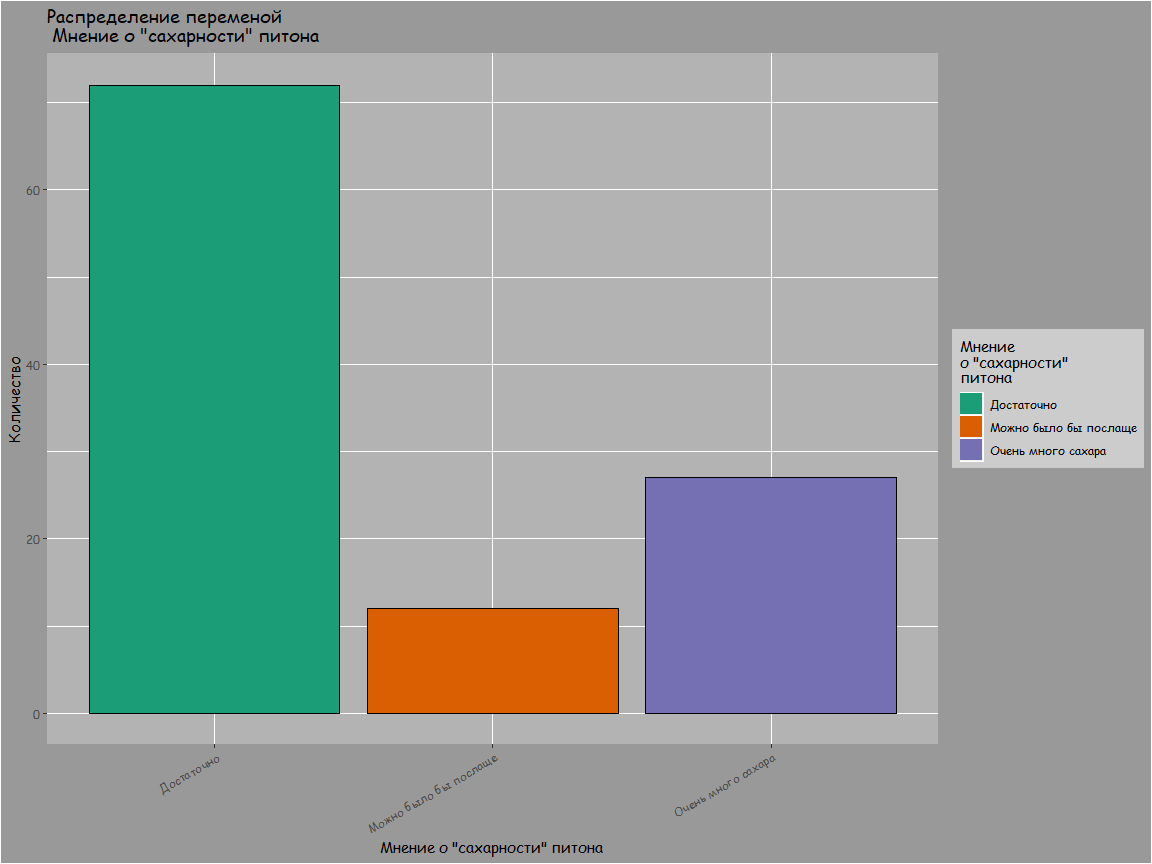 Распределение переменой
Мнение о "сахарности" питона
Количество
60
40
20
0
Достаточно
Можно было бы послаще
Очень много сахара
Мнение о "сахарности" питона
Мнение
о "сахарности"
питона
Достаточно
Можно было бы послаще
Очень много сахара